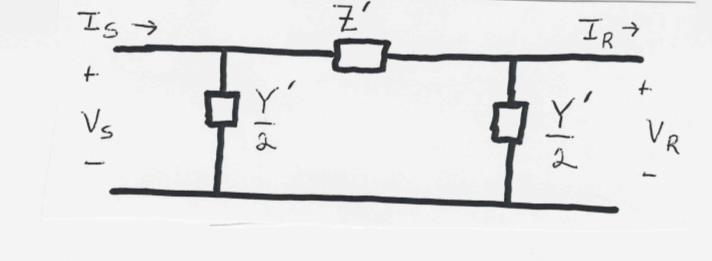 I_S →
Z′
I_R →
+
V_S
−
Y′/2
Y′/2
+
V_R
-